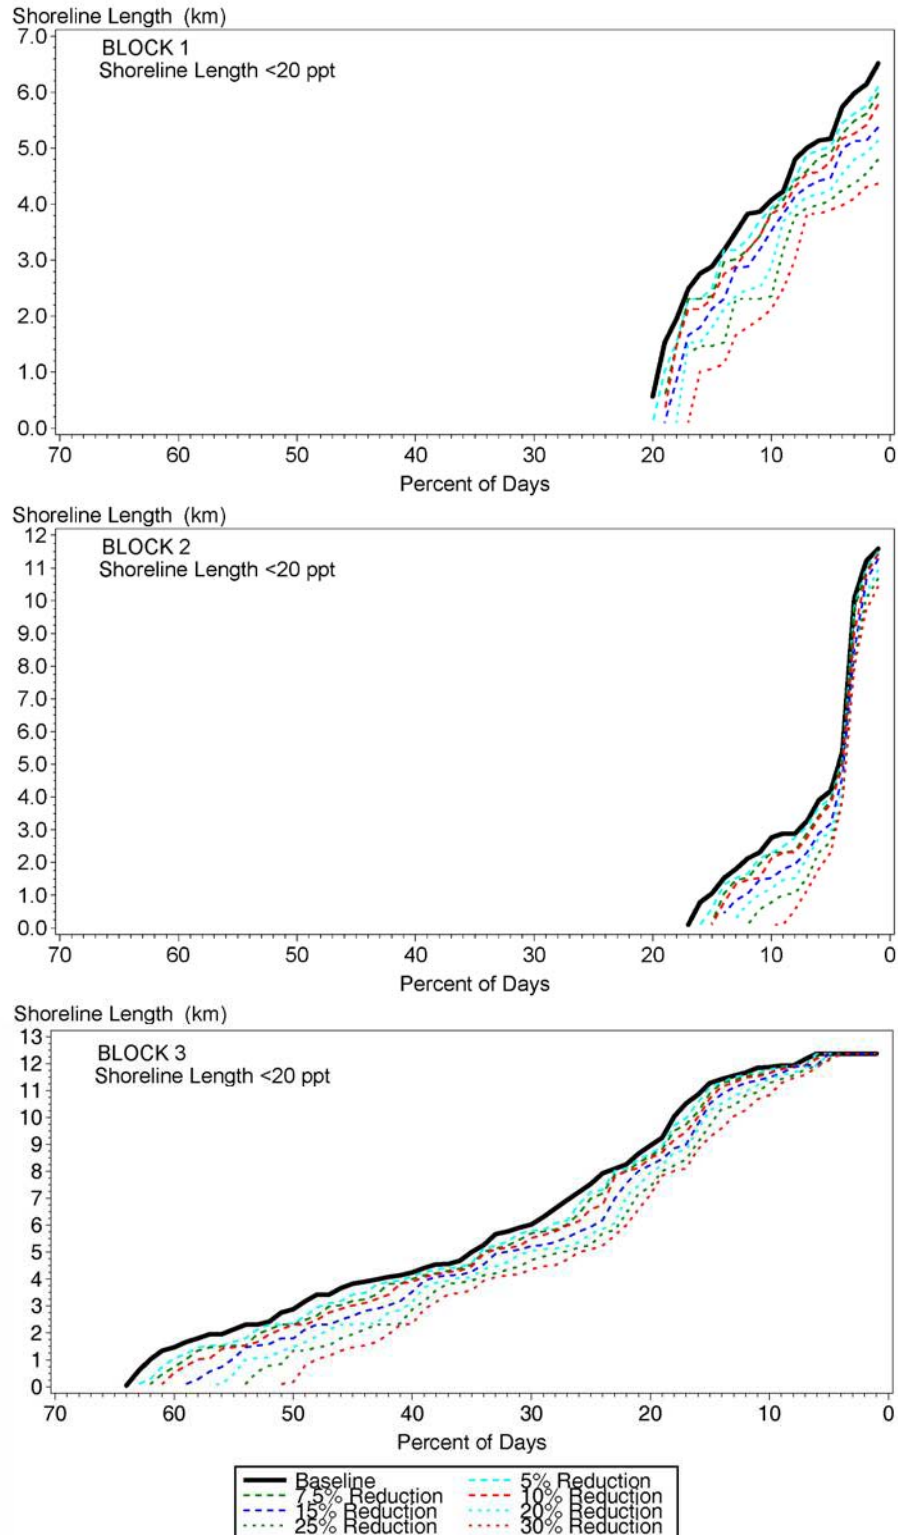 Shoreline Length (km)
BLOCK 1
Shoreline Length <20 ppt
7.0
6.0
5.0
4.0
3.0
2.0
1.0
0.0
70 60 50 40 30 20 10 0
Percent of Days
Shoreline Length (km)
BLOCK 2
Shoreline Length <20 ppt
12
11
10
9.0
8.0
7.0
6.0
5.0
4.0
3.0
2.0
1.0
0.0
70 60 50 40 30 20 10 0
Percent of Days
Shoreline Length (km)
BLOCK 3
Shoreline Length <20 ppt
13
12
11
10
9
8
7
6
5
4
3
2
1
0
70 60 50 40 30 20 10 0
Percent of Days
Baseline 5% Reduction
7.5% Reduction 10% Reduction
15% Reduction 20% Reduction
25% Reduction 30% Reduction